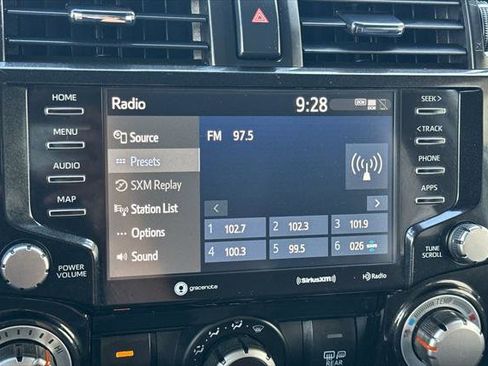 Radio 9:28
HOME
MENU
AUDIO
MAP
POWER
VOLUME
Source
Presets
SXM Replay
Station List
Options
Sound
FM 97.5
1 102.7 2 102.3 3 101.9
4 100.3 5 99.5 6 026
gracenote
SiriusXM
HD Radio
SEEK >
< TRACK
PHONE
APPS
TUNE
SCROLL
TEMP
REAR